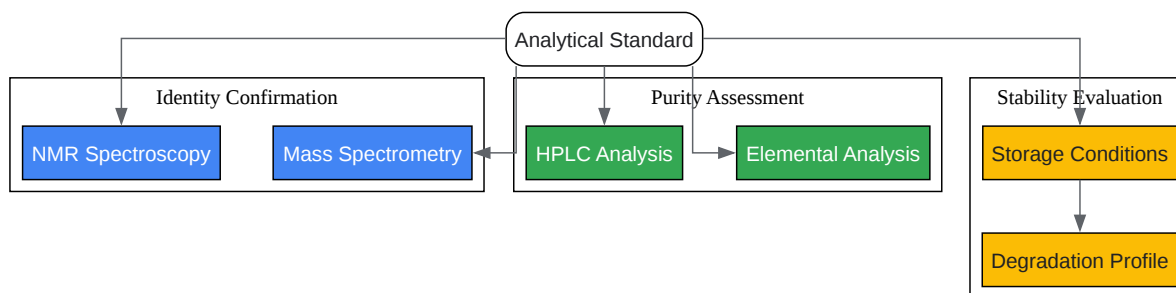 Analytical Standard
Identity Confirmation
Purity Assessment
Stability Evaluation
NMR Spectroscopy
Mass Spectrometry
HPLC Analysis
Elemental Analysis
Storage Conditions
Degradation Profile